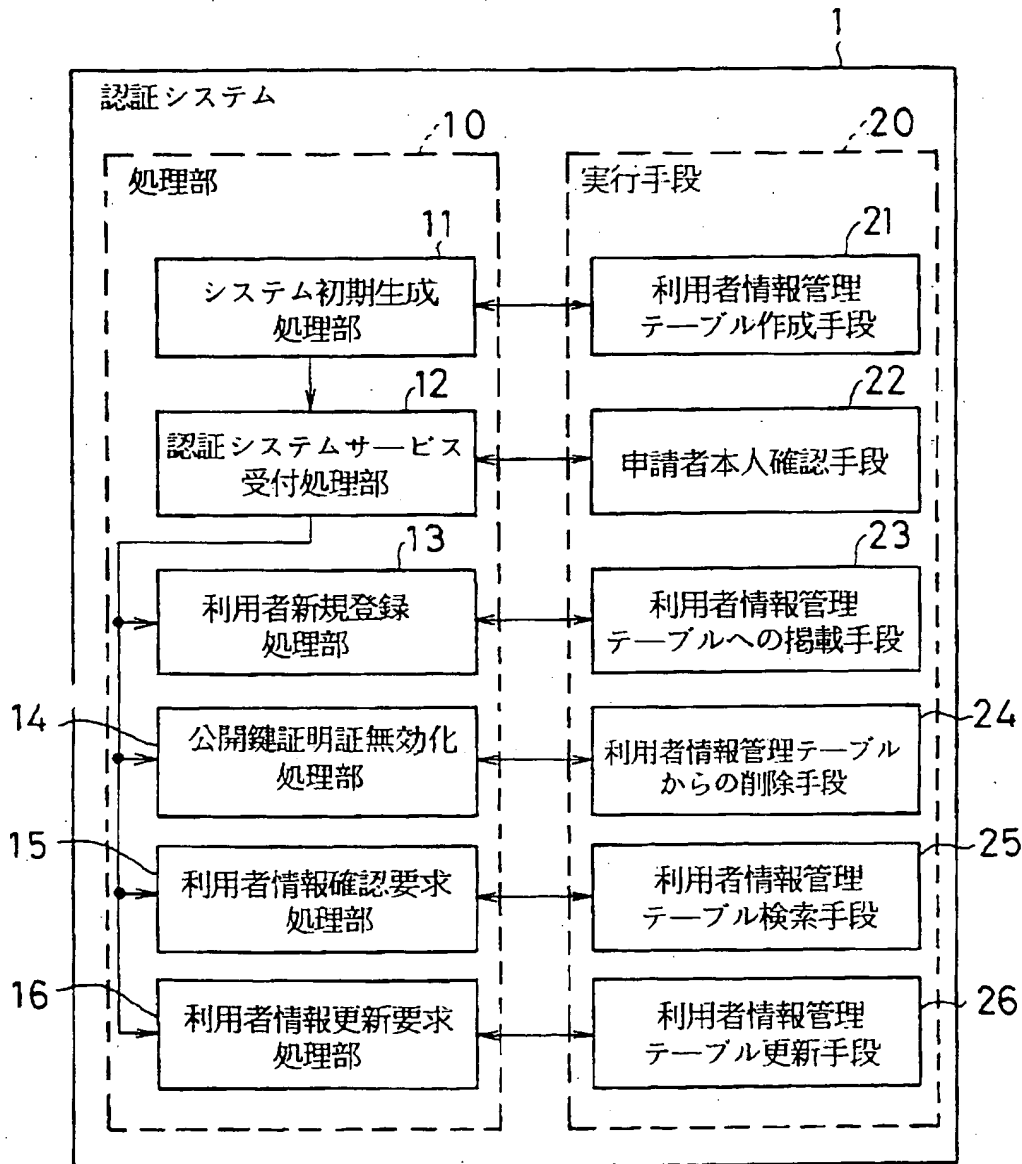 1
認証システム
10
20
処理部
実行手段
11
21
システム初期生成
処理部
利用者情報管理
テーブル作成手段
12
22
認証システムサービス
受付処理部
申請者本人確認手段
13
23
利用者新規登録
処理部
利用者情報管理
テーブルへの掲載手段
14
24
公開鍵証明証無効化
処理部
利用者情報管理テーブル
からの削除手段
15
25
利用者情報確認要求
処理部
利用者情報管理
テーブル検索手段
16
26
利用者情報更新要求
処理部
利用者情報管理
テーブル更新手段